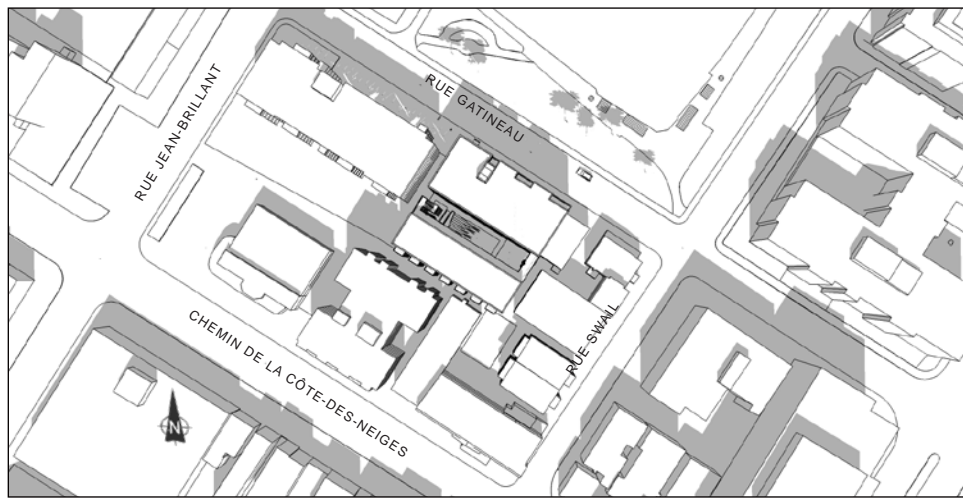 RUE JEAN-BRILLANT
RUE GATINEAU
RUE SWAIL
CHEMIN DE LA CÔTE-DES-NEIGES
N